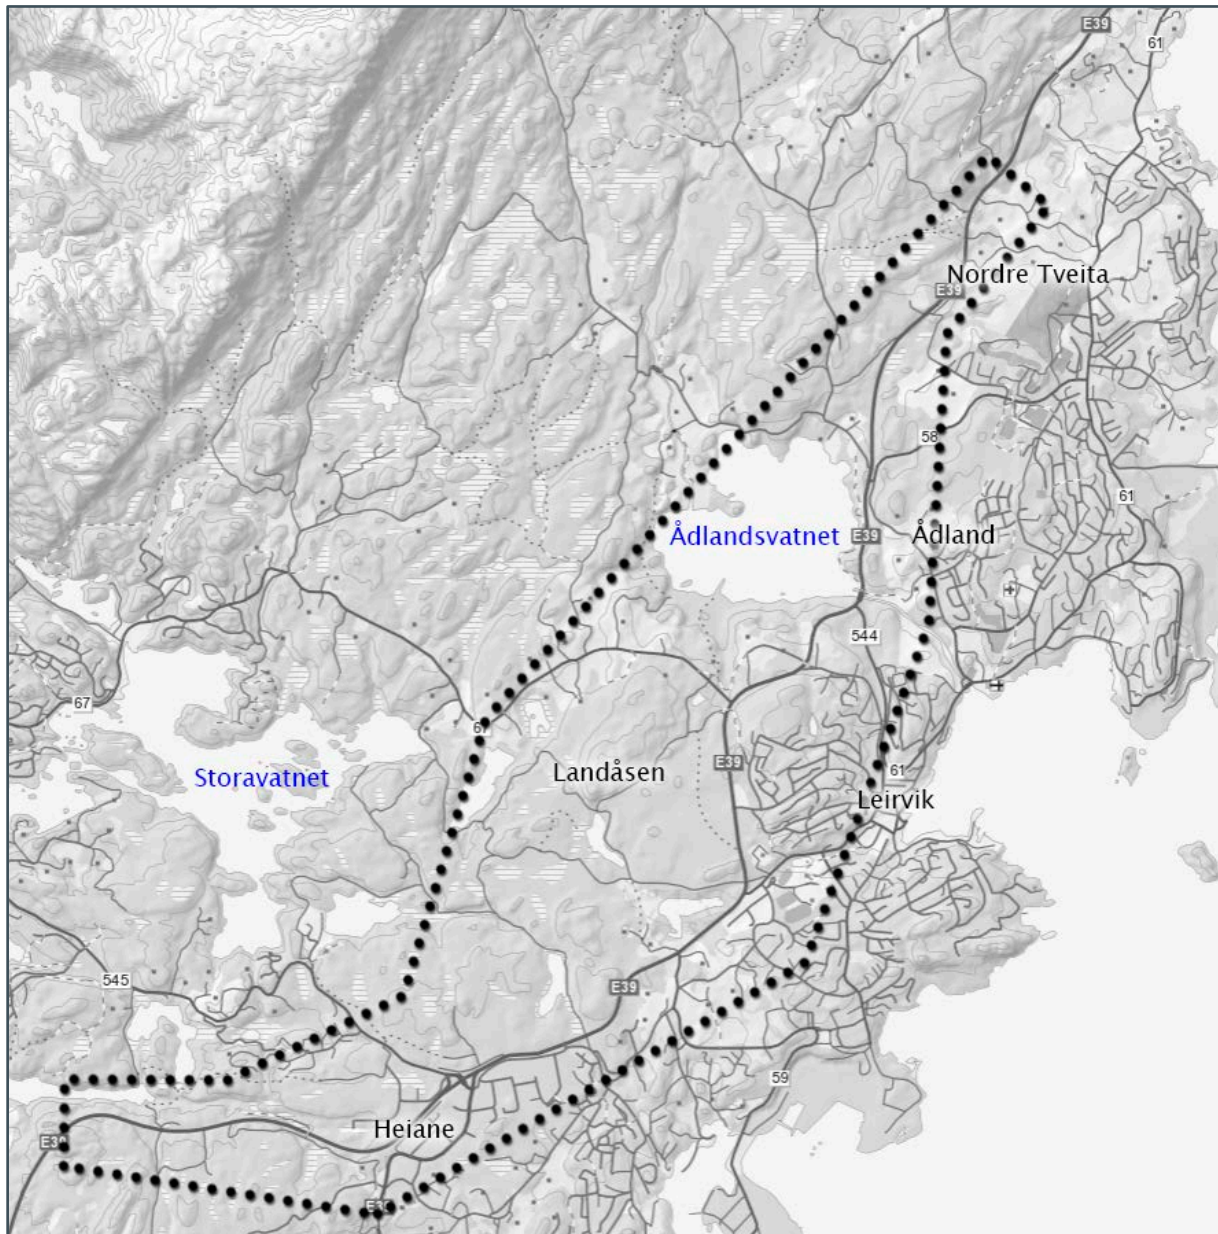 E39
61
Nordre Tveita
E39
58
61
Ådlandsvatnet
E39
Ådland
544
67
67
Storavatnet
Landåsen
E39
61
Leirvik
545
E39
59
Heiane
E39
E39